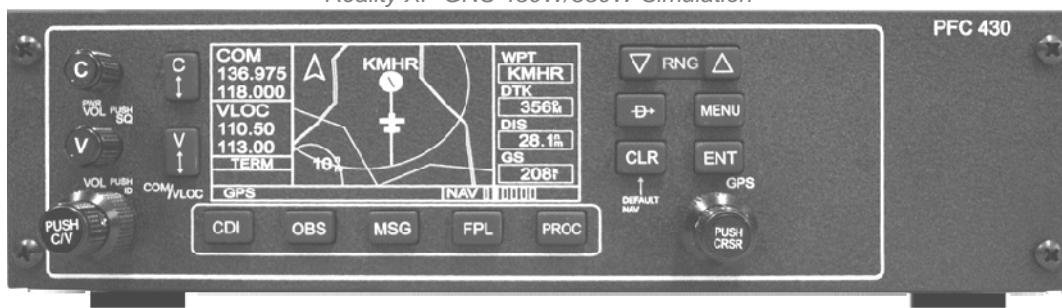 Reality XP GNS 430W/530W Simulation
PFC 430
C
PWR
VOL PUSH
SQ
V
VOL PUSH
ID
COM/VLOC
PUSH
C/V
C
V
COM
136.975
118.000
VLOC
110.50
113.00
TERM
GPS
KMHR
10
NAV
WPT
KMHR
DTK
356
DIS
28.1
GS
208
RNG
D
MENU
CLR
ENT
DEFAULT
NAV
GPS
PUSH
CRSR
CDI
OBS
MSG
FPL
PROC